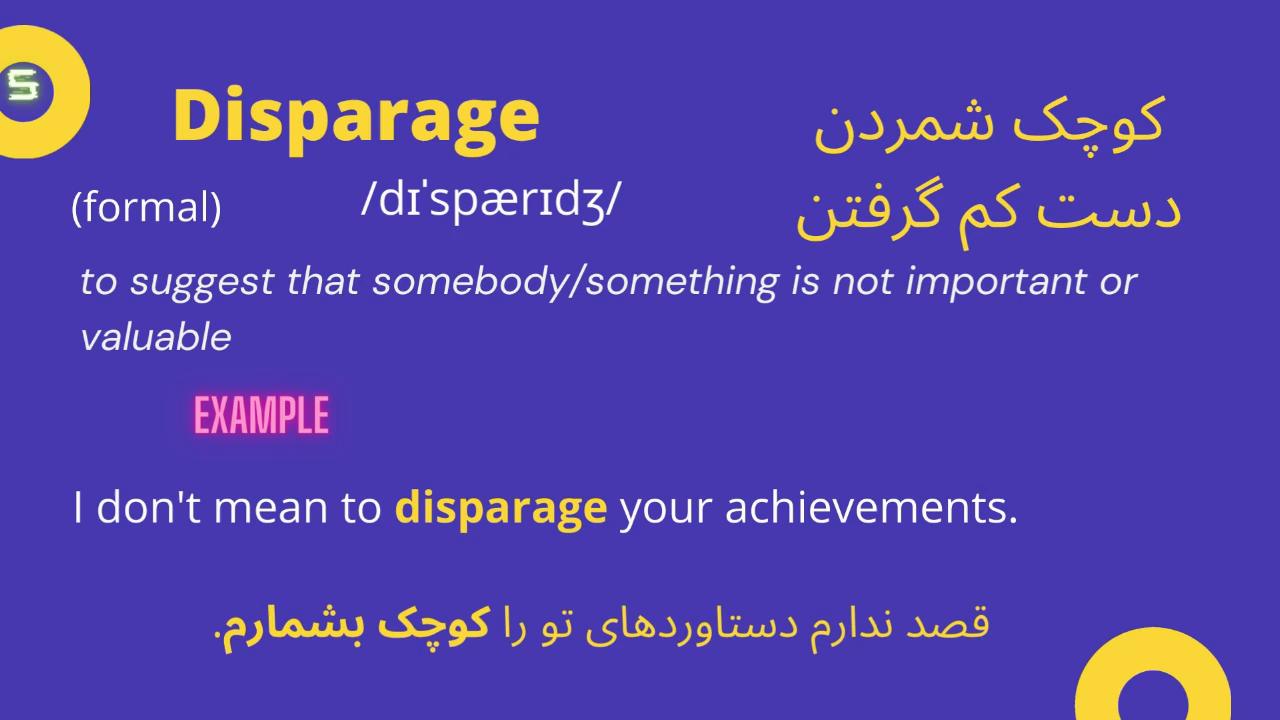 5
Disparage
کوچک شمردن
(formal)
/dɪˈspærɪdʒ/
دست کم گرفتن
to suggest that somebody/something is not important or
valuable
EXAMPLE
I don't mean to disparage your achievements.
قصد ندارم دستاوردهای تو را کوچک بشمارم.